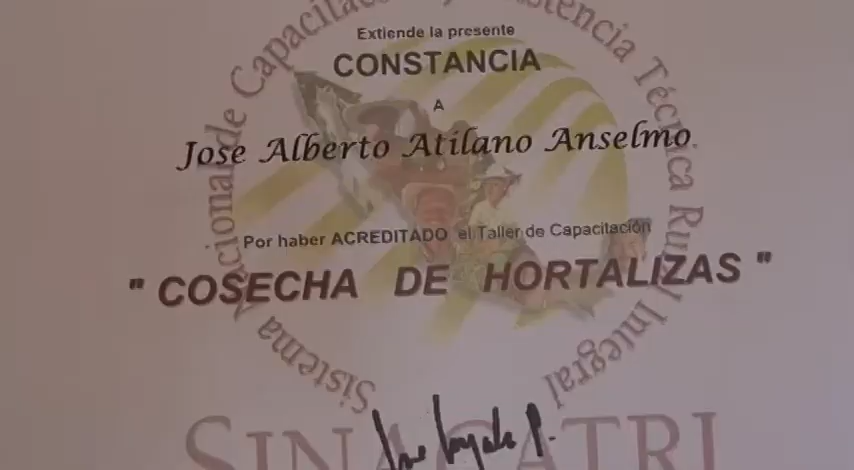 Extiende la presente
CONSTANCIA
A
Jose Alberto Atilano Anselmo
Por haber ACREDITADO el Taller de Capacitación
" COSECHA DE HORTALIZAS "
Sistema Nacional de Capacitación y Asistencia Técnica Rural Integral
SINACATRI